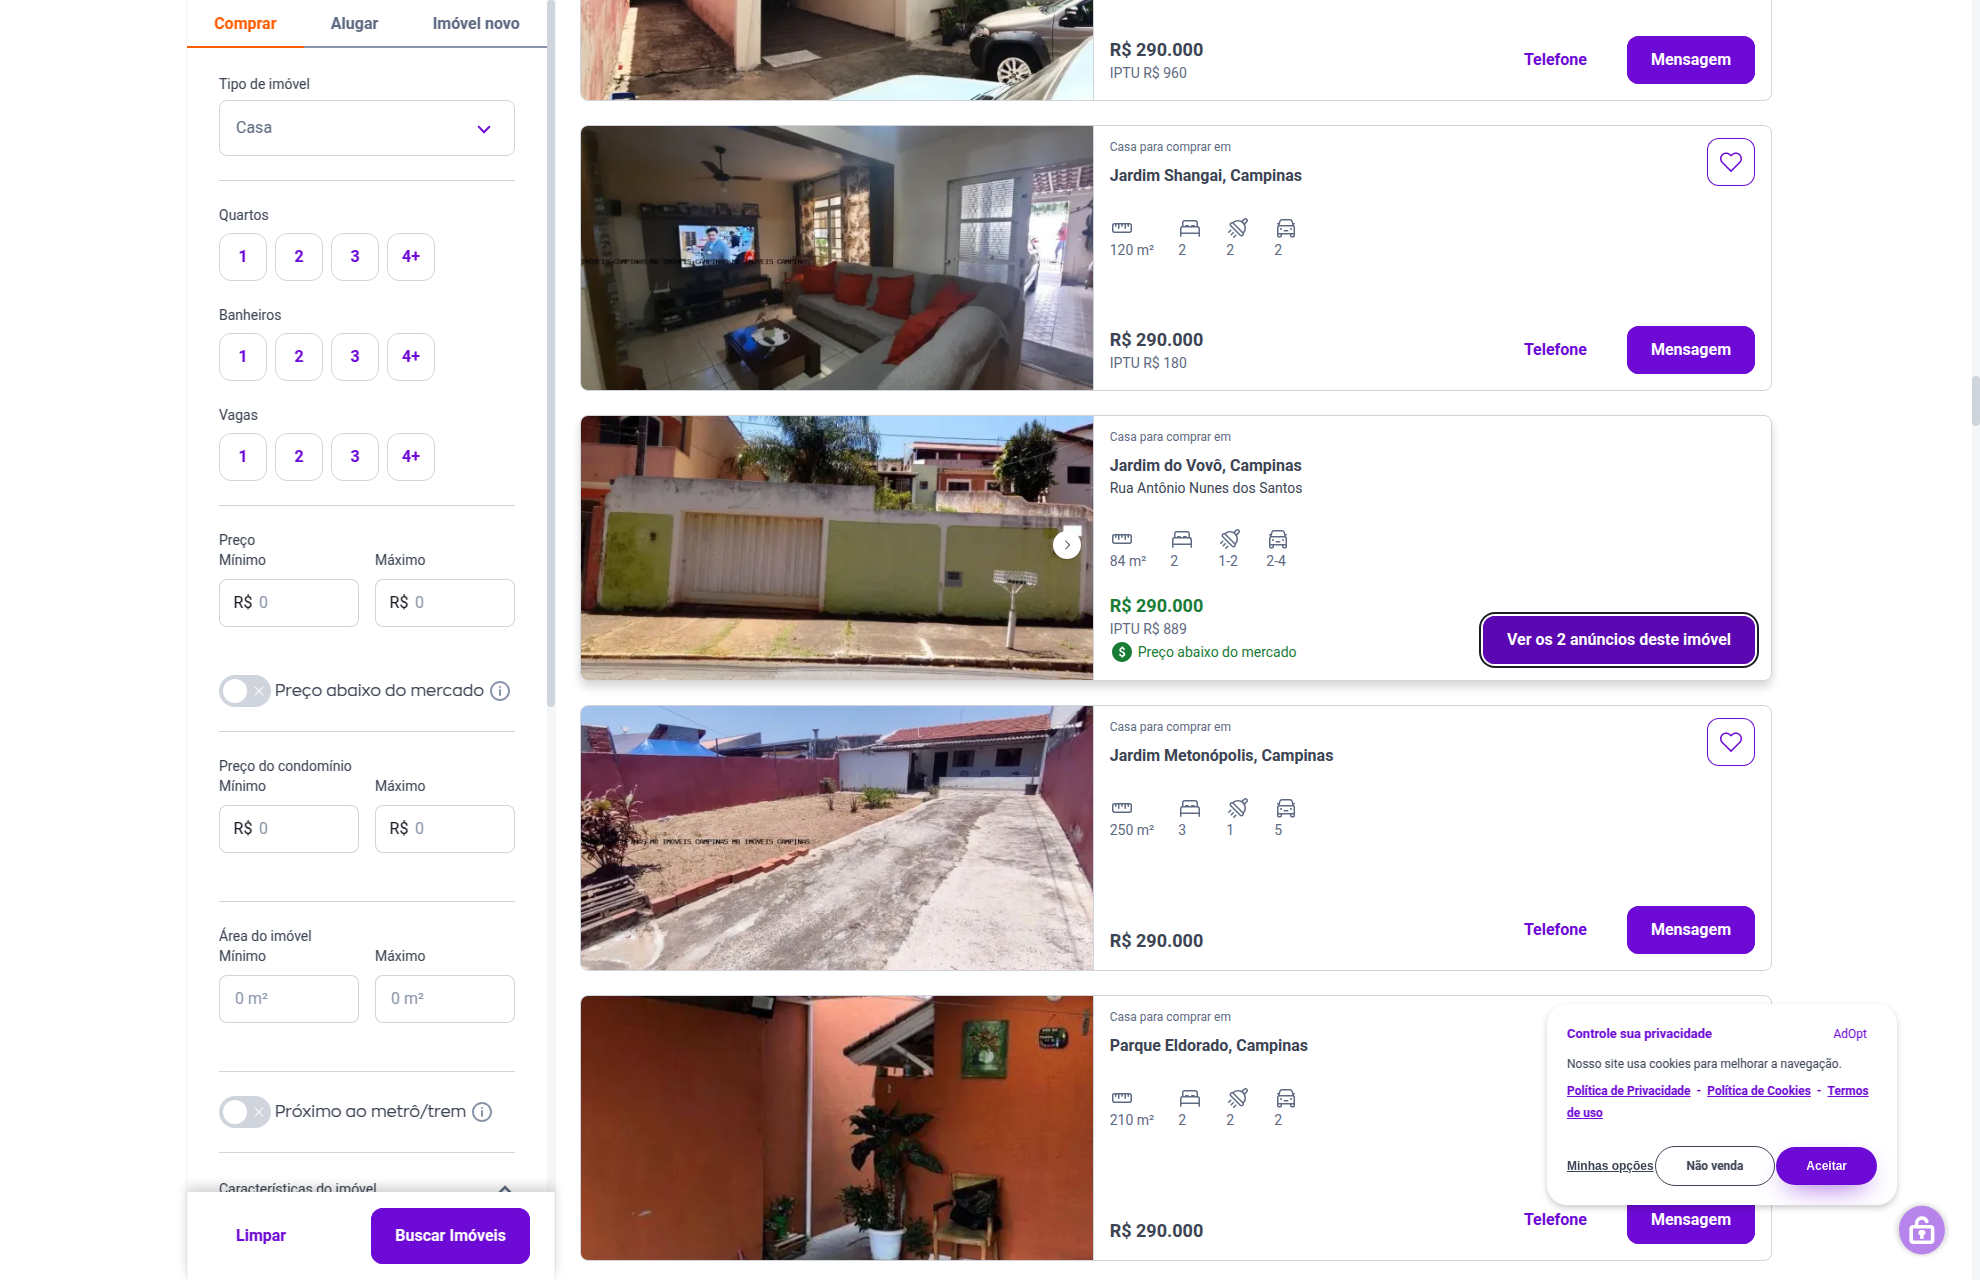 Comprar
Alugar
Imóvel novo
Tipo de imóvel
Casa
Quartos
1
2
3
4+
Banheiros
1
2
3
4+
Vagas
1
2
3
4+
Preço
Mínimo
Máximo
R$ 0
R$ 0
Preço abaixo do mercado
Preço do condomínio
Mínimo
Máximo
R$ 0
R$ 0
Área do imóvel
Mínimo
Máximo
0 m²
0 m²
Próximo ao metrô/trem
Características do imóvel
Limpar
Buscar Imóveis
R$ 290.000
IPTU R$ 960
Telefone
Mensagem
Casa para comprar em
Jardim Shangai, Campinas
120 m²
2
2
2
R$ 290.000
IPTU R$ 180
Telefone
Mensagem
Casa para comprar em
Jardim do Vovô, Campinas
Rua Antônio Nunes dos Santos
84 m²
2
1-2
2-4
R$ 290.000
IPTU R$ 889
$ Preço abaixo do mercado
Ver os 2 anúncios deste imóvel
Casa para comprar em
Jardim Metonópolis, Campinas
250 m²
3
1
5
MB IMÓVEIS CAMPINAS MB IMÓVEIS CAMPINAS
R$ 290.000
Telefone
Mensagem
Casa para comprar em
Parque Eldorado, Campinas
210 m²
2
2
2
R$ 290.000
Telefone
Mensagem
Controle sua privacidade
AdOpt
Nosso site usa cookies para melhorar a navegação.
Política de Privacidade - Política de Cookies - Termos
de uso
Minhas opções
Não venda
Aceitar